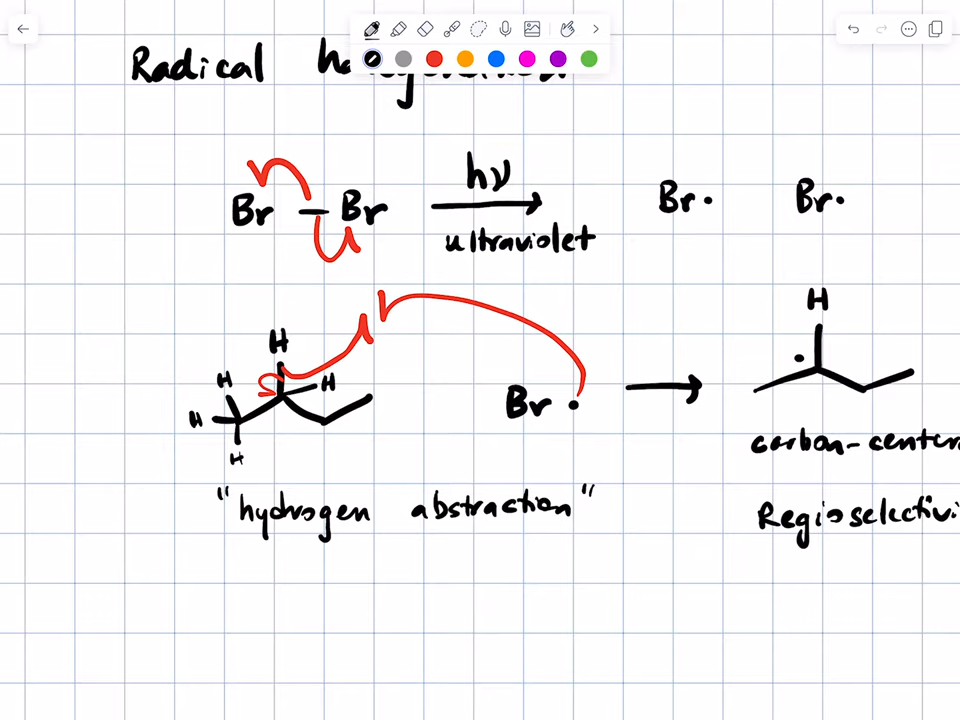 Radical
Br – Br hν ultraviolet Br· Br·
H H H H H Br· H
carbon-center
"hydrogen abstraction" Regioselectivi